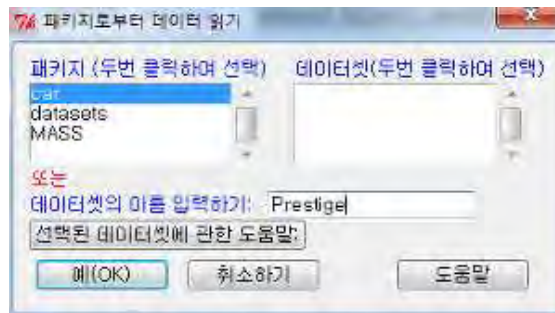 패키지로부터 데이터 읽기
패키지 (두번 클릭하여 선택)
데이터셋(두번 클릭하여 선택)
car
datasets
MASS
또는
데이터셋의 이름 입력하기: Prestige
선택된 데이터셋에 관한 도움말:
예(OK)
취소하기
도움말